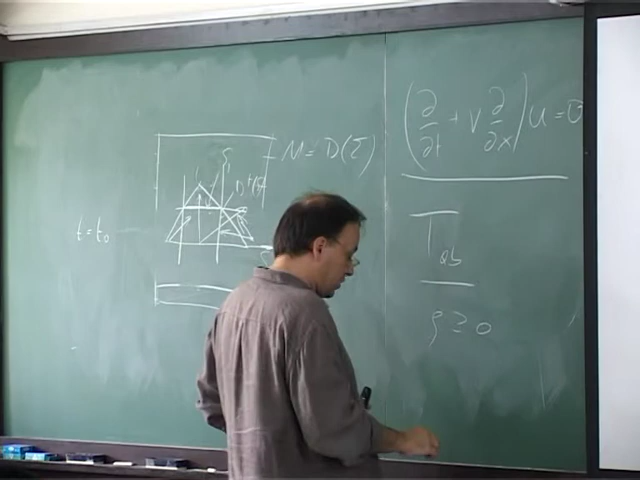 M = D(Σ)
S
D⁺(S)
t = t₀
(∂/∂t + v ∂/∂x) u = 0
T_ab
ρ ≥ 0